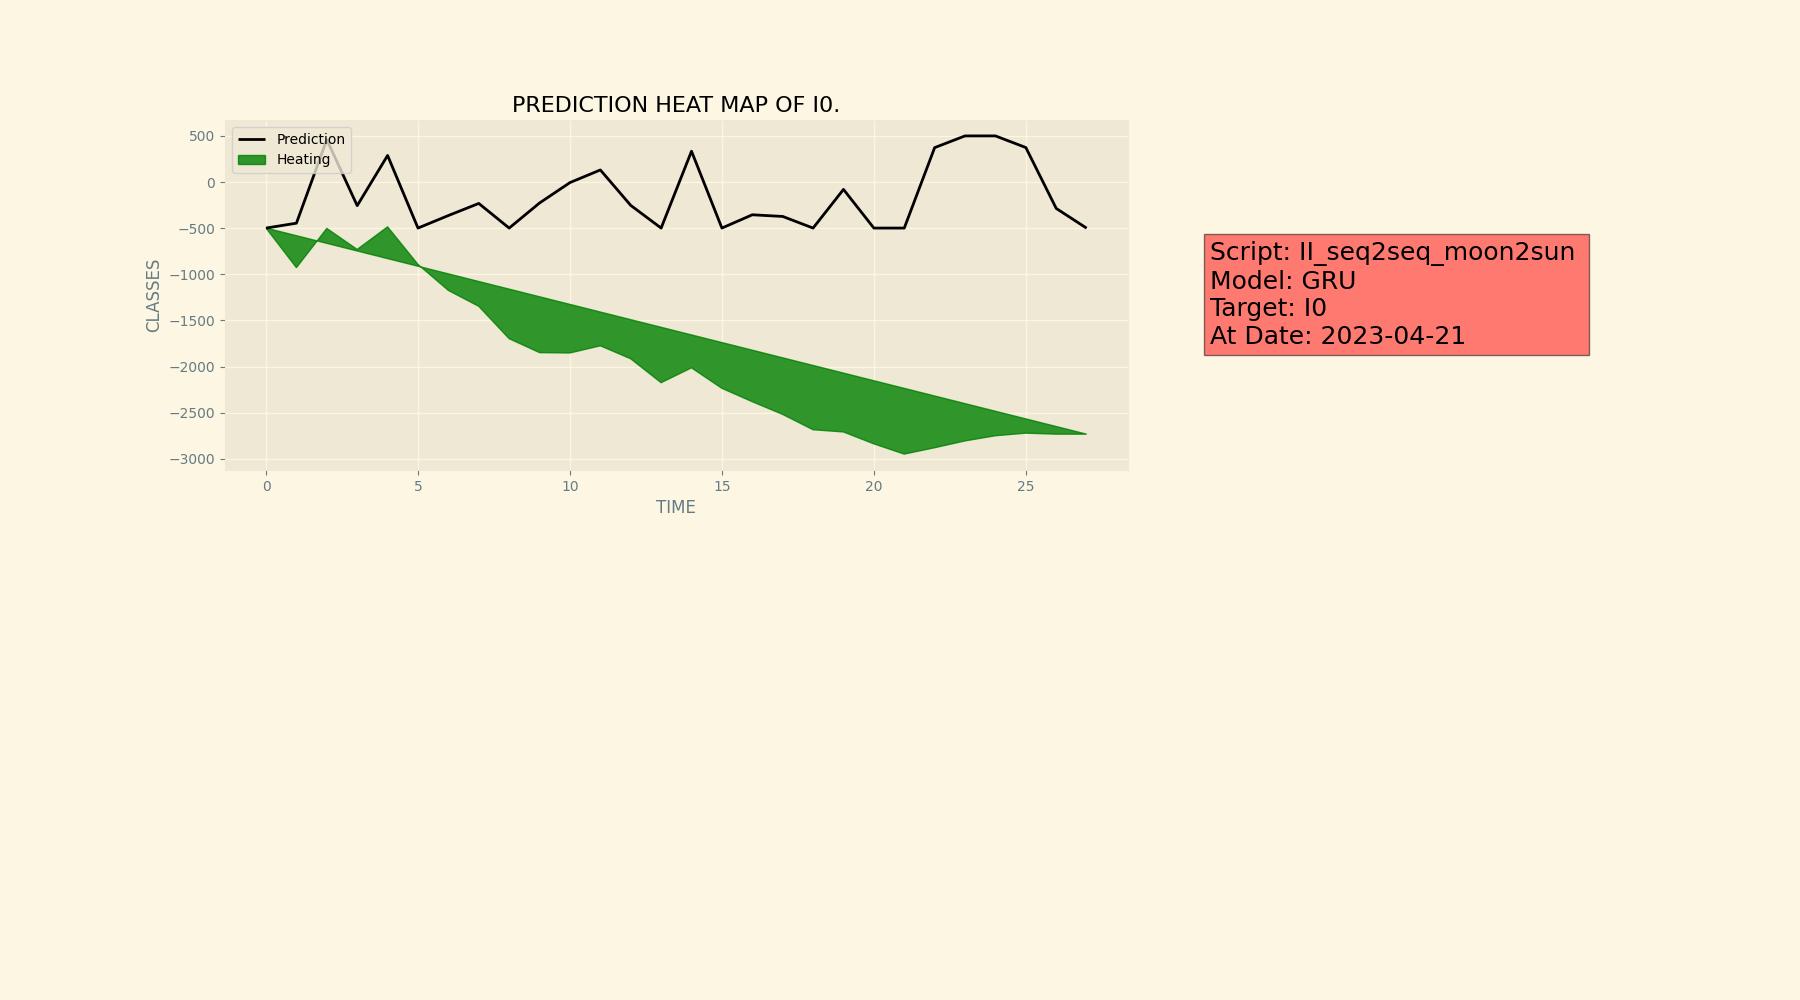 PREDICTION HEAT MAP OF I0.
Prediction
Heating
500
0
−500
−1000
−1500
−2000
−2500
−3000
CLASSES
0 5 10 15 20 25
TIME
Script: II_seq2seq_moon2sun
Model: GRU
Target: I0
At Date: 2023-04-21